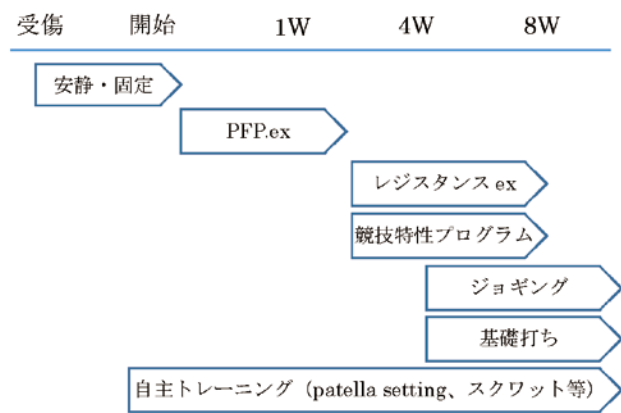 受傷 開始 1W 4W 8W
安静・固定
PFP.ex
レジスタンス ex
競技特性プログラム
ジョギング
基礎打ち
自主トレーニング（patella setting、スクワット等）